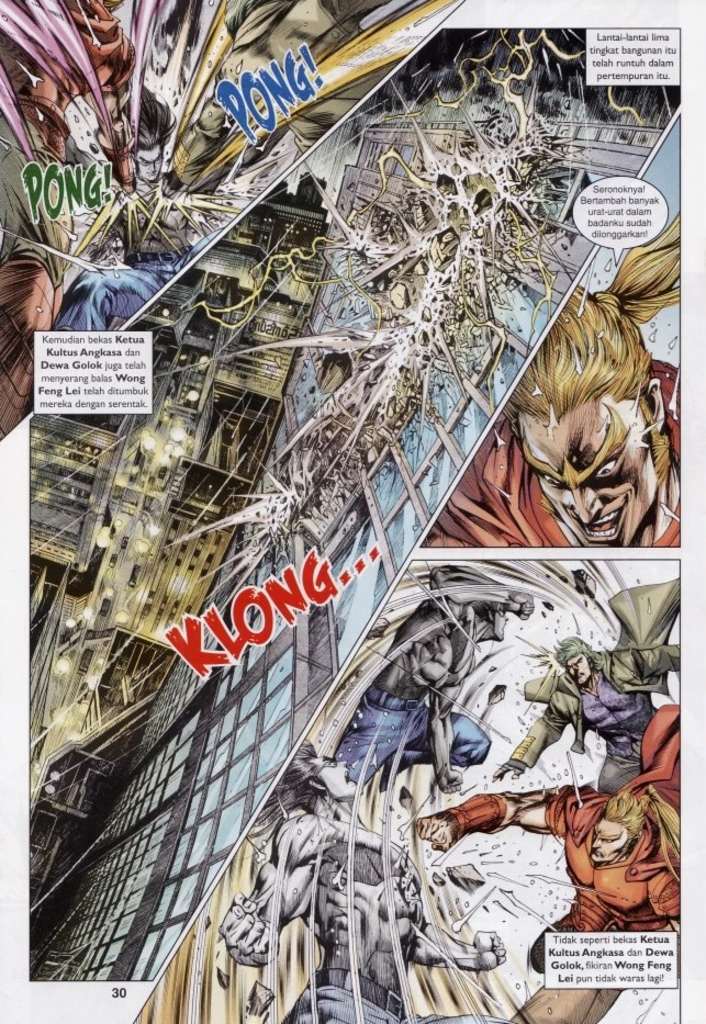 PONG!
PONG!
Kemudian bekas Ketua
Kultus Angkasa dan
Dewa Golok juga telah
menyerang balas Wong
Feng Lei telah ditumbuk
mereka dengan serentak.
Lantai-lantai lima
tingkat bangunan itu
telah runtuh dalam
pertempuran itu.
KLONG...
Seronoknya!
Bertambah banyak
urat-urat dalam
badanku sudah
dilonggarkan!
Tidak seperti bekas Ketua
Kultus Angkasa dan Dewa
Golok, fikiran Wong Feng
Lei pun tidak waras lagi!
30